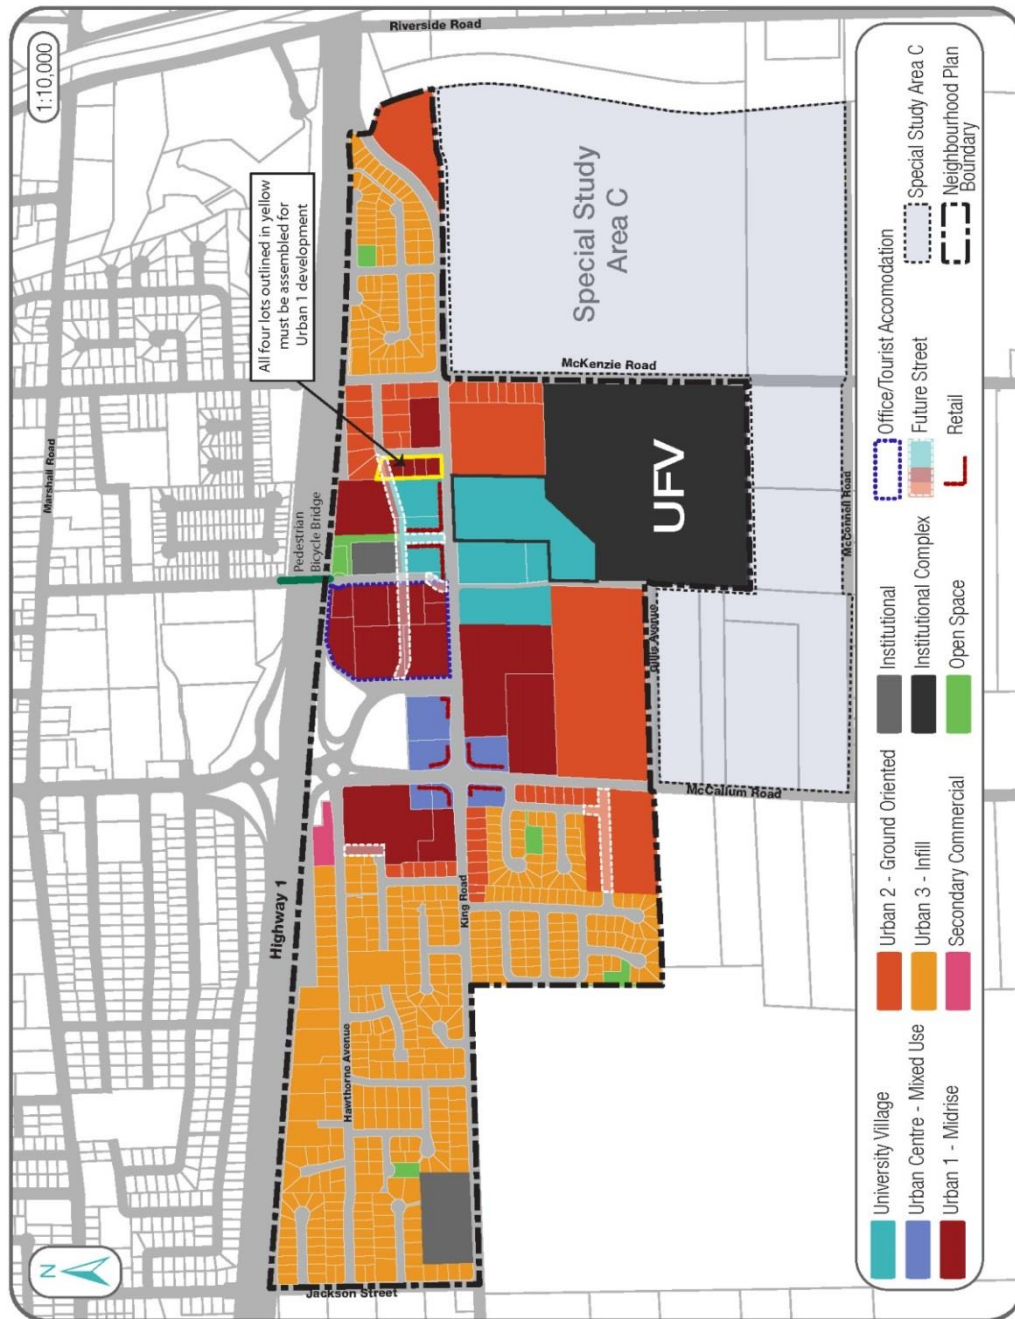 1:10,000
Riverside Road
Marshall Road
All four lots outlined in yellow
must be assembled for
Urban 1 development
Pedestrian
Bicycle Bridge
Highway 1
Special Study
Area C
McKenzie Road
UFV
Hawthorne Avenue
King Road
McCallum Road
Gillis Avenue
McConnell Road
Jackson Street
N
University Village
Urban Centre - Mixed Use
Urban 1 - Midrise
Urban 2 - Ground Oriented
Urban 3 - Infill
Secondary Commercial
Institutional
Institutional Complex
Open Space
Office/Tourist Accomodation
Future Street
Retail
Special Study Area C
Neighbourhood Plan
Boundary